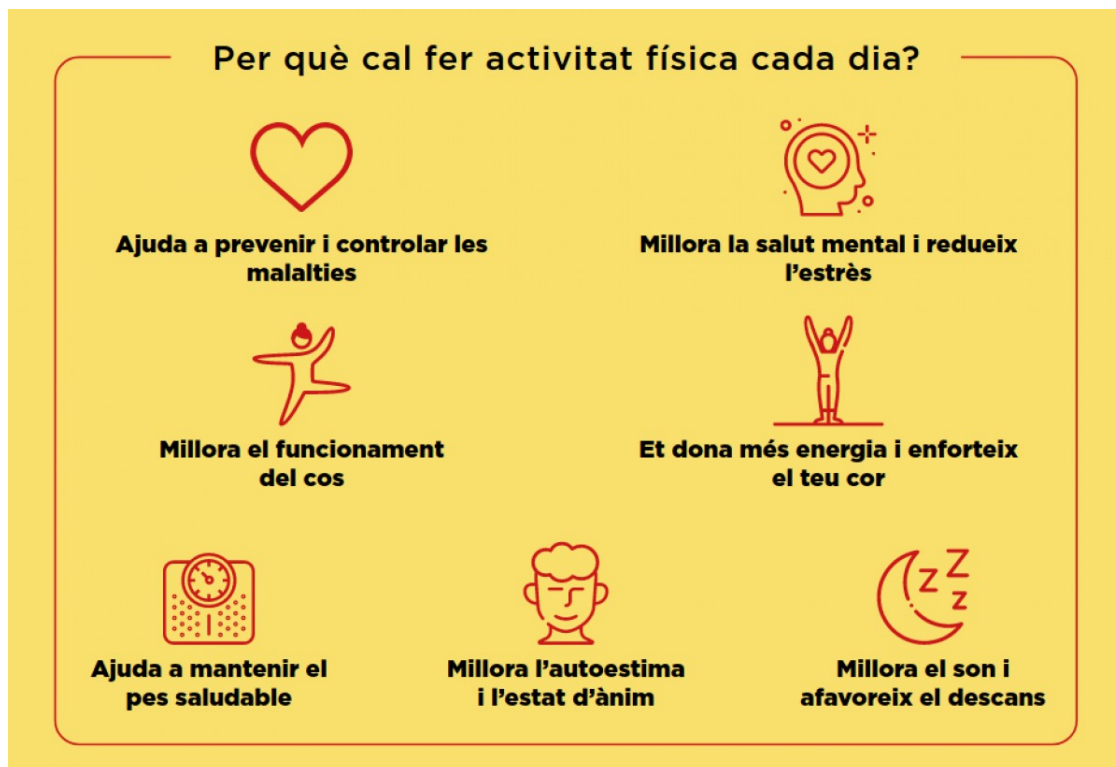 Per què cal fer activitat física cada dia?
Ajuda a prevenir i controlar les
malalties
Millora la salut mental i redueix
l’estrès
Millora el funcionament
del cos
Et dona més energia i enforteix
el teu cor
Ajuda a mantenir el
pes saludable
Millora l’autoestima
i l’estat d’ànim
Z Z Z
Millora el son i
afavoreix el descans